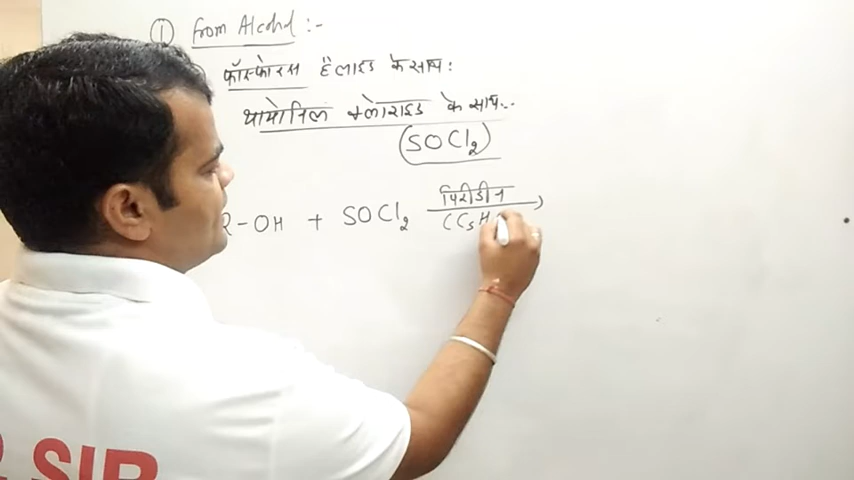 ① from Alcohol :-
फॉस्फोरस हैलाइड के साथ :
थायोनिल क्लोराइड के साथ :-
(SOCl₂)
R-OH + SOCl₂ पिरीडीन →
(C₅H
SIR